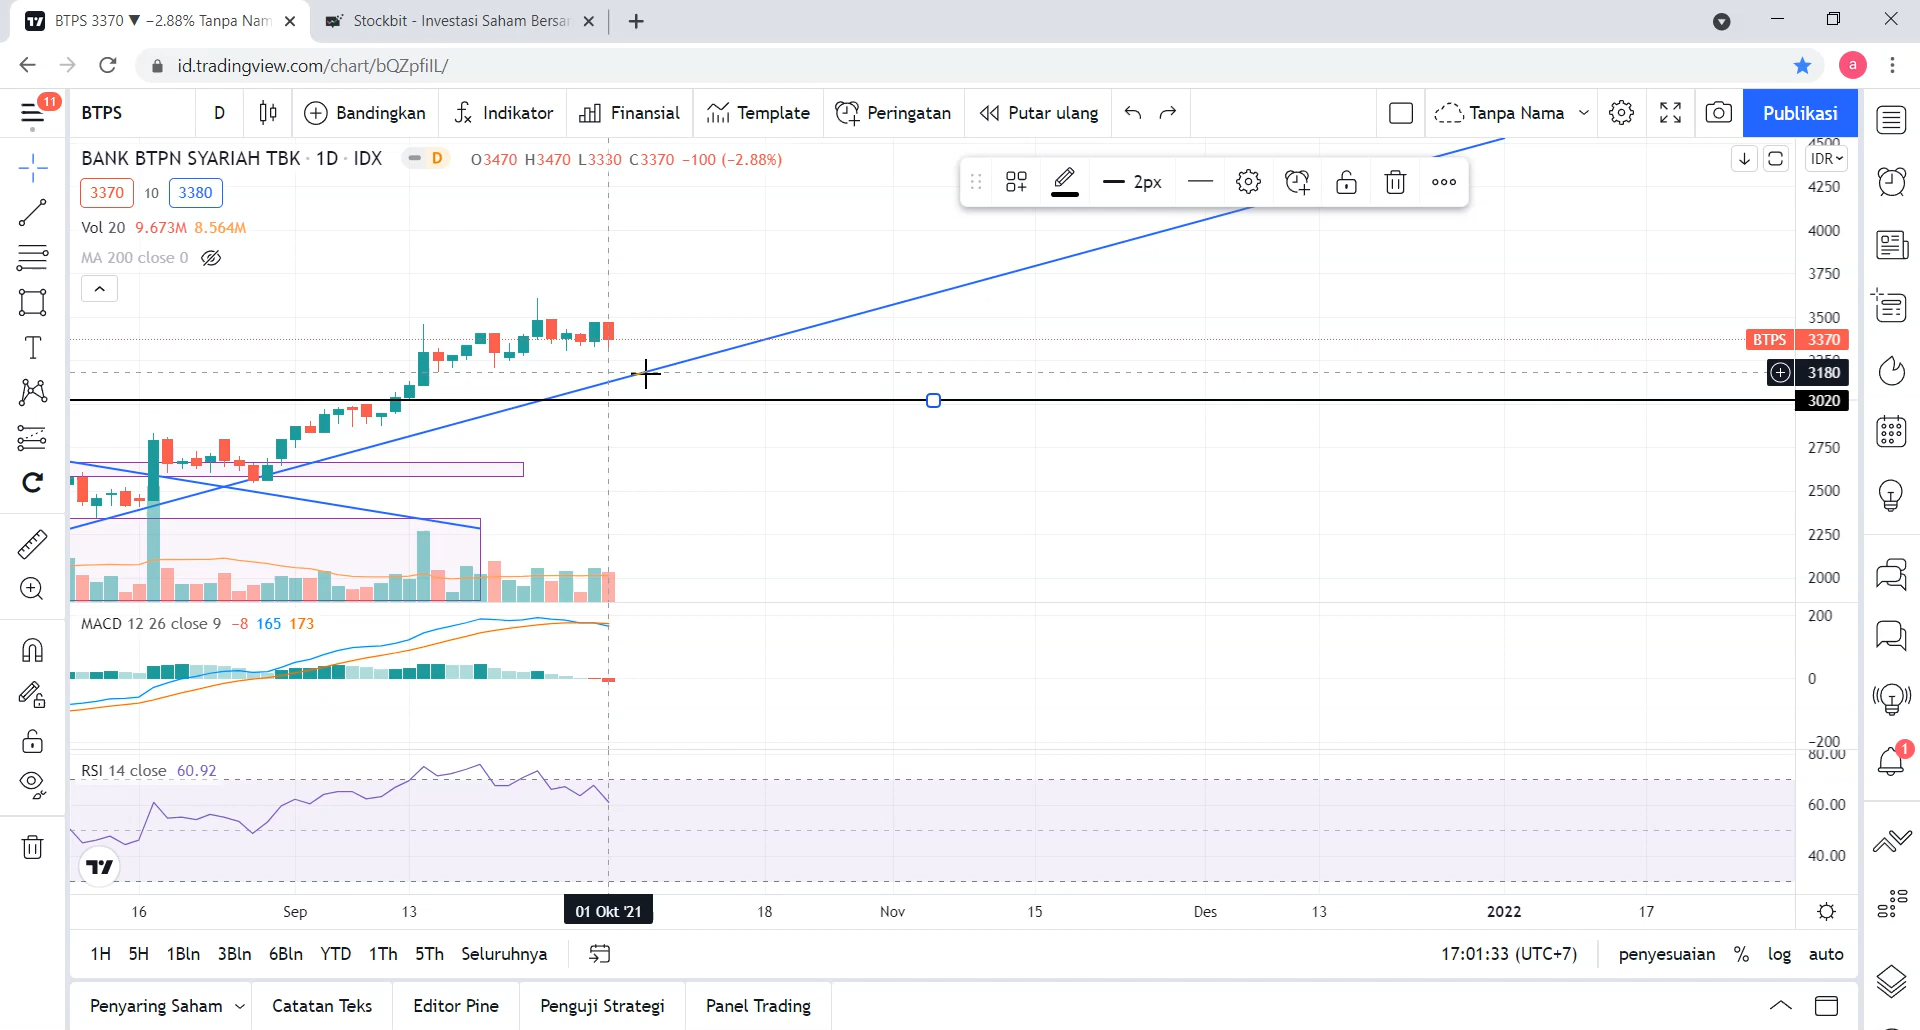 BTPS 3370 ▼ −2.88% Tanpa Nam
Stockbit - Investasi Saham Bersan
id.tradingview.com/chart/bQZpfiIL/
a
11
BTPS
D
Bandingkan
Indikator
Finansial
Template
Peringatan
Putar ulang
Tanpa Nama
Publikasi
BANK BTPN SYARIAH TBK · 1D · IDX
D
O3470 H3470 L3330 C3370 −100 (−2.88%)
IDR
3370 10 3380
2px
Vol 20 9.673M 8.564M
MA 200 close 0
4500
4250
4000
3750
3500
BTPS 3370
3180
3020
2750
2500
2250
2000
MACD 12 26 close 9 −8 165 173
200
0
−200
RSI 14 close 60.92
80.00
60.00
40.00
1
16 Sep 13 01 Okt '21 18 Nov 15 Des 13 2022 17
1H 5H 1Bln 3Bln 6Bln YTD 1Th 5Th Seluruhnya
17:01:33 (UTC+7)
penyesuaian % log auto
Penyaring Saham
Catatan Teks
Editor Pine
Penguji Strategi
Panel Trading